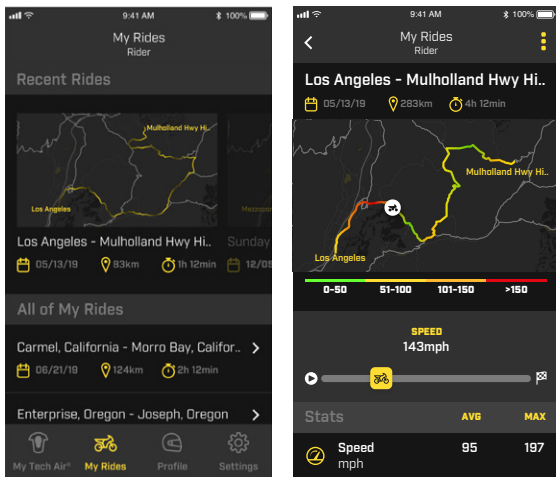 9:41 AM
100%
My Rides
Rider
Recent Rides
Mulholland Hwy Hi..
Los Angeles
Los Angeles - Mulholland Hwy Hi..
Sunday
05/13/19
83km
1h 12min
12/05
All of My Rides
Carmel, California - Morro Bay, Califor..
06/21/19
124km
2h 12min
Enterprise, Oregon - Joseph, Oregon
My Tech Air®
My Rides
Profile
Settings
9:41 AM
100%
My Rides
Rider
Los Angeles - Mulholland Hwy Hi..
05/13/19
283km
4h 12min
Mulholland Hwy Hi..
Los Angeles
0-50
51-100
101-150
>150
SPEED
143mph
Stats
AVG
MAX
Speed
95
197
mph